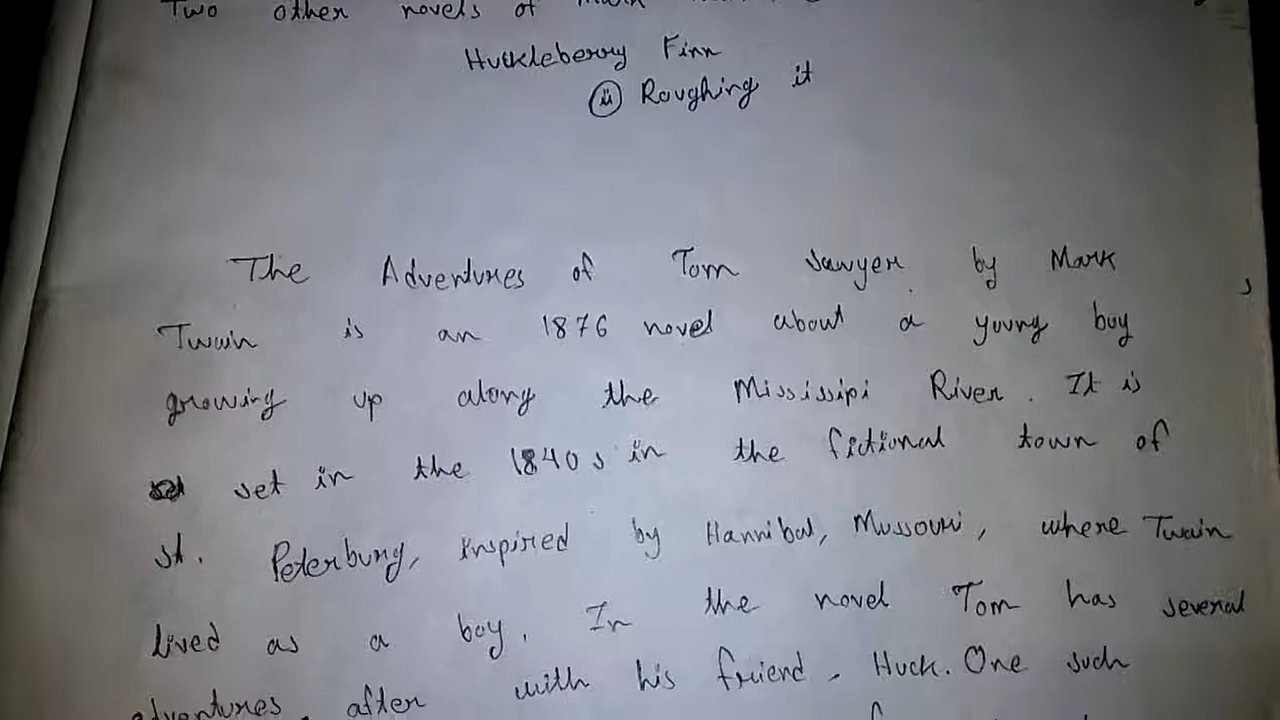 Two other novels of Mark
Huckleberry Finn
(ii) Roughing it
The Adventures of Tom Sawyer by Mark
Twain is an 1876 novel about a young boy
growing up along the Mississipi River. It is
set in the 1840s in the fictional town of
St. Peterburg, inspired by Hannibal, Mussouri, where Twain
lived as a boy. In the novel Tom has several
adventures, after with his friend, Huck. One such